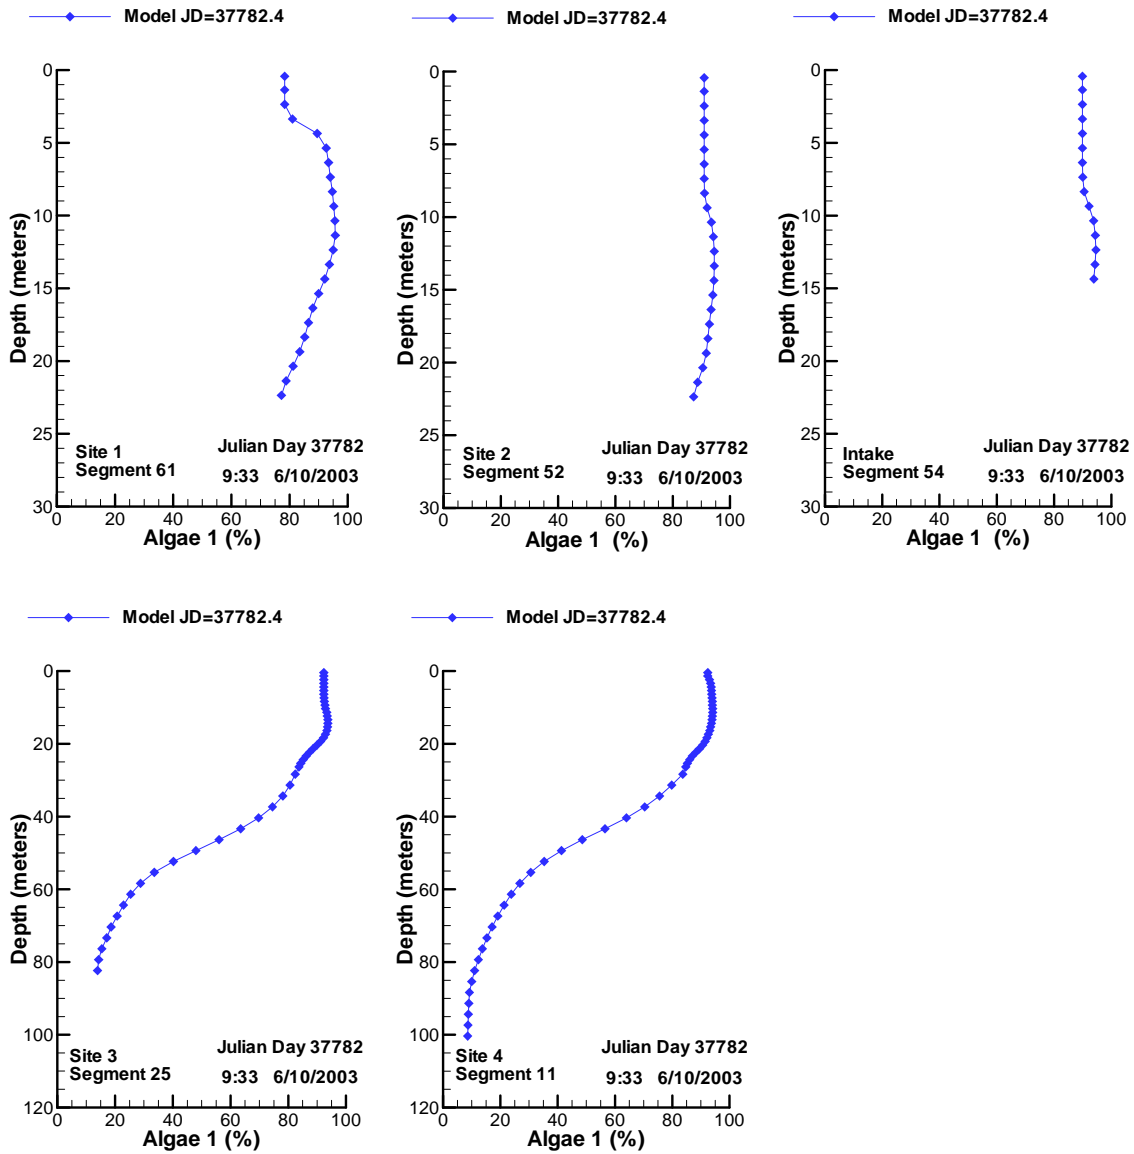 Model JD=37782.4
0
5
10
15
20
25
30
0 20 40 60 80 100
Depth (meters)
Algae 1 (%)
Site 1
Segment 61
Julian Day 37782
9:33 6/10/2003
Model JD=37782.4
0
5
10
15
20
25
30
0 20 40 60 80 100
Depth (meters)
Algae 1 (%)
Site 2
Segment 52
Julian Day 37782
9:33 6/10/2003
Model JD=37782.4
0
5
10
15
20
25
30
0 20 40 60 80 100
Depth (meters)
Algae 1 (%)
Intake
Segment 54
Julian Day 37782
9:33 6/10/2003
Model JD=37782.4
0
20
40
60
80
100
120
0 20 40 60 80 100
Depth (meters)
Algae 1 (%)
Site 3
Segment 25
Julian Day 37782
9:33 6/10/2003
Model JD=37782.4
0
20
40
60
80
100
120
0 20 40 60 80 100
Depth (meters)
Algae 1 (%)
Site 4
Segment 11
Julian Day 37782
9:33 6/10/2003